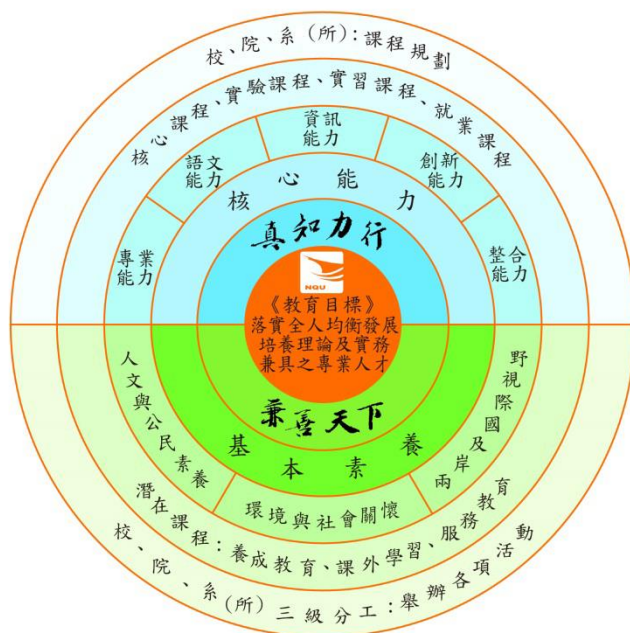 校、院、系(所):課程規劃
核心課程、實驗課程、實習課程、就業課程
專業
能力
語文
能力
資訊
能力
創新
能力
整合
能力
核心能力
真知力行
NQU
《教育目標》
落實全人均衡發展
培養理論及實務
兼具之專業人才
兼善天下
基本素養
人文與公民素養
環境與社會關懷
兩岸及國際視野
潛在課程:養成教育、課外學習、服務教育
校、院、系(所)三級分工:舉辦各項活動